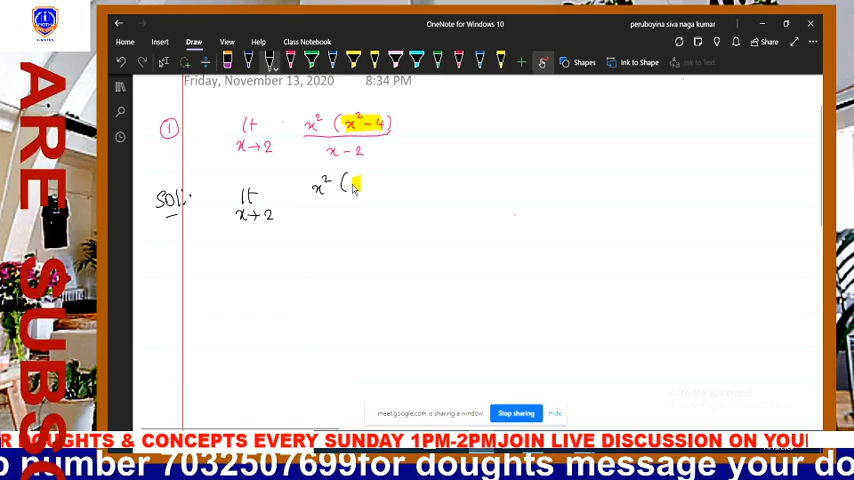 OneNote for Windows 10
peruboyina siva naga kumar
Home Insert Draw View Help Class Notebook
Share
Shapes Ink to Shape Ink to Text
Friday, November 13, 2020 8:34 PM
① lt x→2 x² (x² - 4) / x - 2
Sol: lt x→2 x² (
Activate Windows
meet.google.com is sharing a window. Stop sharing Hide
ARE SUBSC
R DOUGHTS & CONCEPTS EVERY SUNDAY 1PM-2PMJOIN LIVE DISCUSSION ON YOU
p number 7032507699for doughts message your do